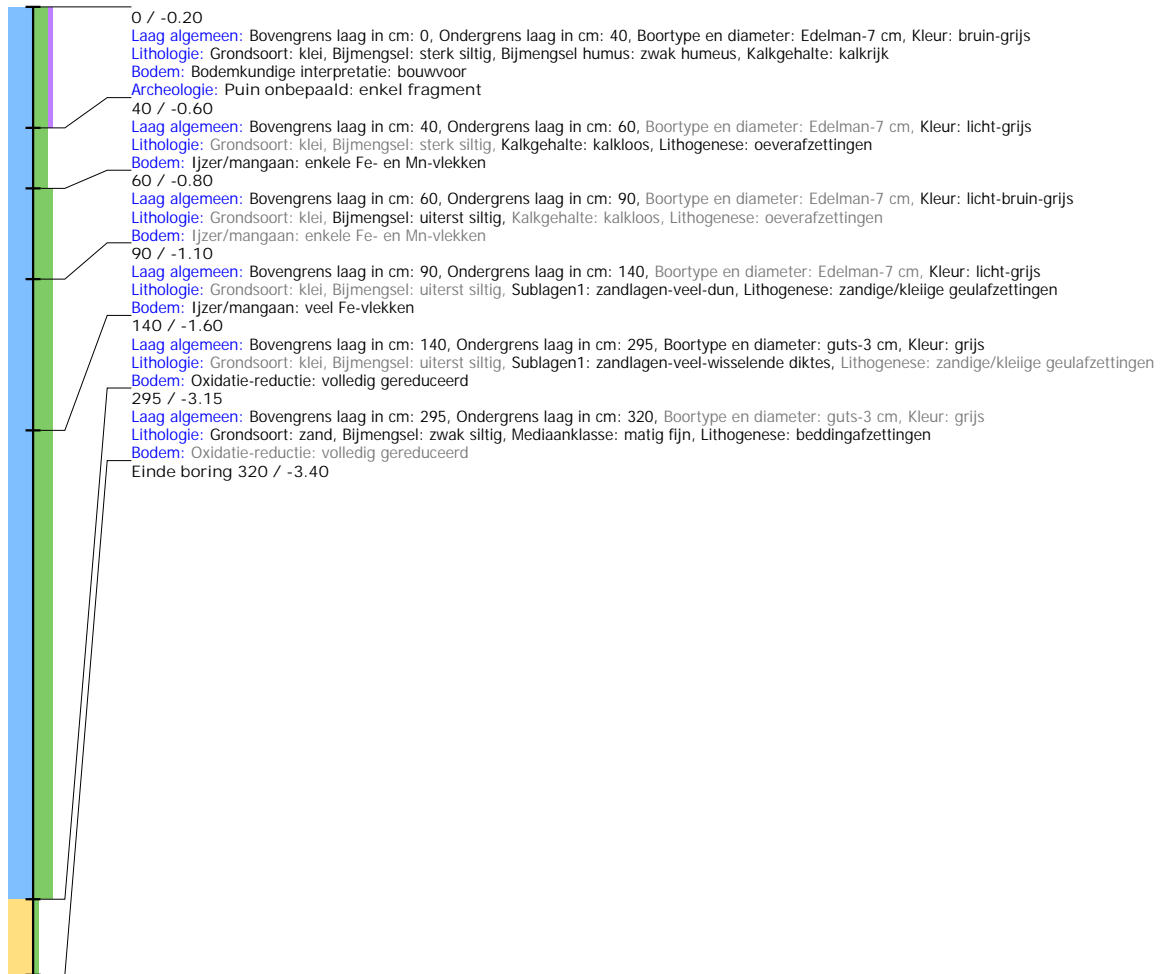 0 / -0.20
Laag algemeen: Bovengrens laag in cm: 0, Ondergrens laag in cm: 40, Boortype en diameter: Edelman-7 cm, Kleur: bruin-grijs
Lithologie: Grondsoort: klei, Bijmengsel: sterk siltig, Bijmengsel humus: zwak humeus, Kalkgehalte: kalkrijk
Bodem: Bodemkundige interpretatie: bouwvoor
Archeologie: Puin onbepaald: enkel fragment
40 / -0.60
Laag algemeen: Bovengrens laag in cm: 40, Ondergrens laag in cm: 60, Boortype en diameter: Edelman-7 cm, Kleur: licht-grijs
Lithologie: Grondsoort: klei, Bijmengsel: sterk siltig, Kalkgehalte: kalkloos, Lithogenese: oeverafzettingen
Bodem: Ijzer/mangaan: enkele Fe- en Mn-vlekken
60 / -0.80
Laag algemeen: Bovengrens laag in cm: 60, Ondergrens laag in cm: 90, Boortype en diameter: Edelman-7 cm, Kleur: licht-bruin-grijs
Lithologie: Grondsoort: klei, Bijmengsel: uiterst siltig, Kalkgehalte: kalkloos, Lithogenese: oeverafzettingen
Bodem: Ijzer/mangaan: enkele Fe- en Mn-vlekken
90 / -1.10
Laag algemeen: Bovengrens laag in cm: 90, Ondergrens laag in cm: 140, Boortype en diameter: Edelman-7 cm, Kleur: licht-grijs
Lithologie: Grondsoort: klei, Bijmengsel: uiterst siltig, Sublagen1: zandlagen-veel-dun, Lithogenese: zandige/kleiige geulafzettingen
Bodem: Ijzer/mangaan: veel Fe-vlekken
140 / -1.60
Laag algemeen: Bovengrens laag in cm: 140, Ondergrens laag in cm: 295, Boortype en diameter: guts-3 cm, Kleur: grijs
Lithologie: Grondsoort: klei, Bijmengsel: uiterst siltig, Sublagen1: zandlagen-veel-wisselende diktes, Lithogenese: zandige/kleiige geulafzettingen
Bodem: Oxidatie-reductie: volledig gereduceerd
295 / -3.15
Laag algemeen: Bovengrens laag in cm: 295, Ondergrens laag in cm: 320, Boortype en diameter: guts-3 cm, Kleur: grijs
Lithologie: Grondsoort: zand, Bijmengsel: zwak siltig, Mediaanklasse: matig fijn, Lithogenese: beddingafzettingen
Bodem: Oxidatie-reductie: volledig gereduceerd
Einde boring 320 / -3.40